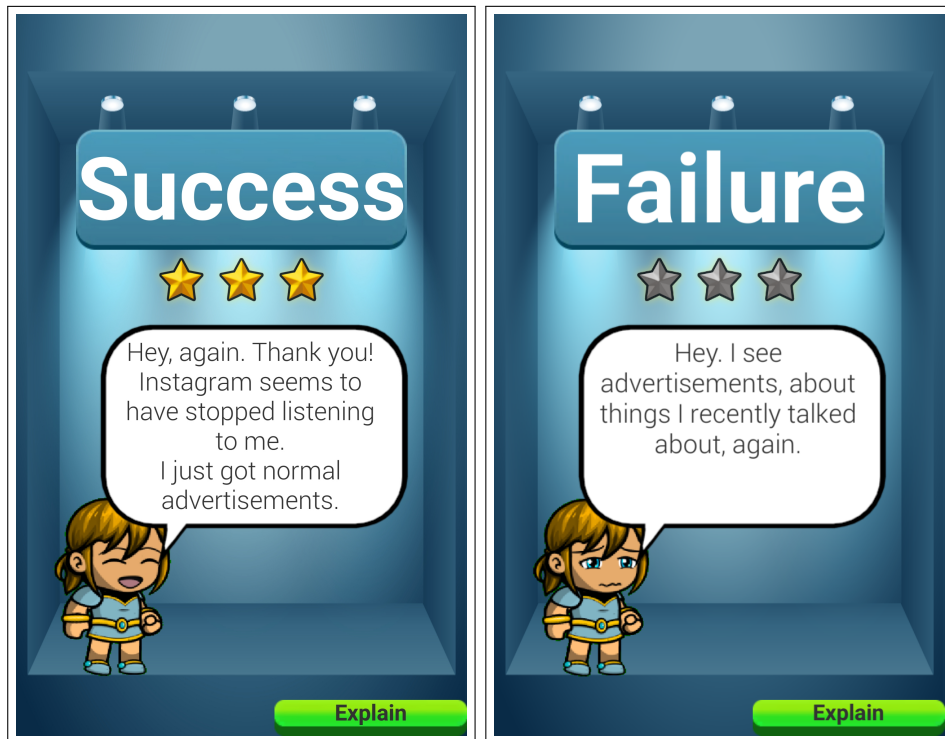 Success
Hey, again. Thank you!
Instagram seems to
have stopped listening
to me.
I just got normal
advertisements.
Explain
Failure
Hey. I see
advertisements, about
things I recently talked
about, again.
Explain